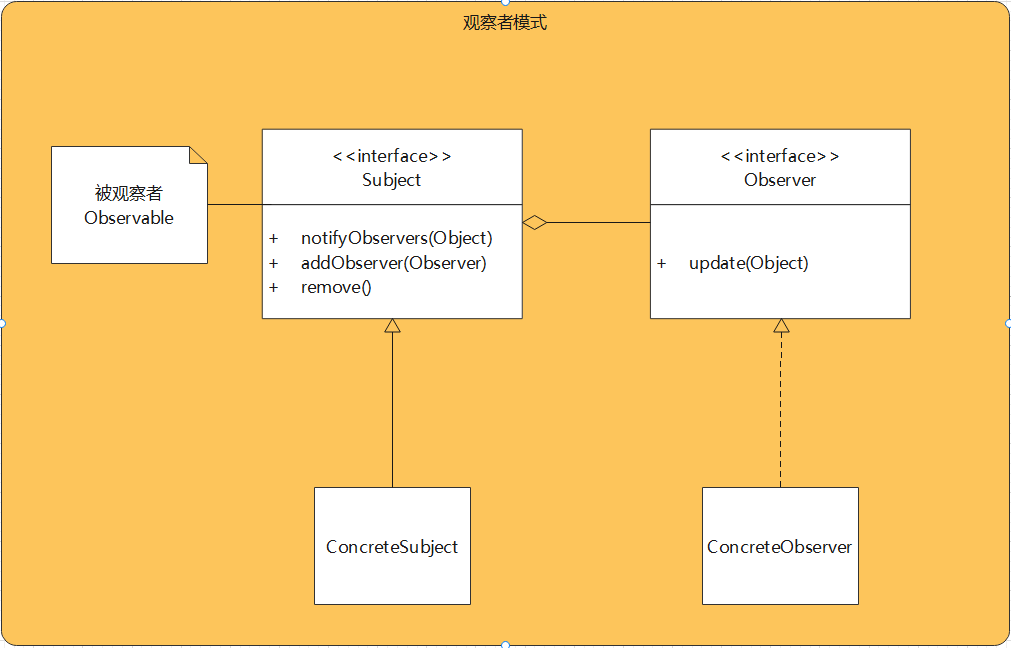 观察者模式
被观察者
Observable
<<interface>>
Subject
+ notifyObservers(Object)
+ addObserver(Observer)
+ remove()
<<interface>>
Observer
+ update(Object)
ConcreteSubject
ConcreteObserver